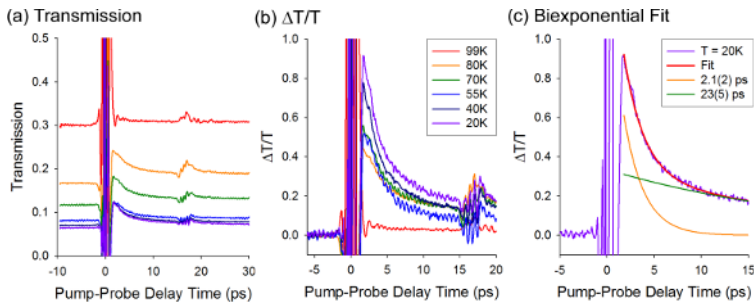 (a) Transmission
0.5
0.4
0.3
0.2
0.1
0.0
Transmission
-10 0 10 20 30
Pump-Probe Delay Time (ps)
(b) ΔT/T
1.0
0.8
0.6
0.4
0.2
0.0
ΔT/T
99K
80K
70K
55K
40K
20K
-5 0 5 10 15 20
Pump-Probe Delay Time (ps)
(c) Biexponential Fit
1.0
0.8
0.6
0.4
0.2
0.0
ΔT/T
T = 20K
Fit
2.1(2) ps
23(5) ps
-5 0 5 10 15
Pump-Probe Delay Time (ps)